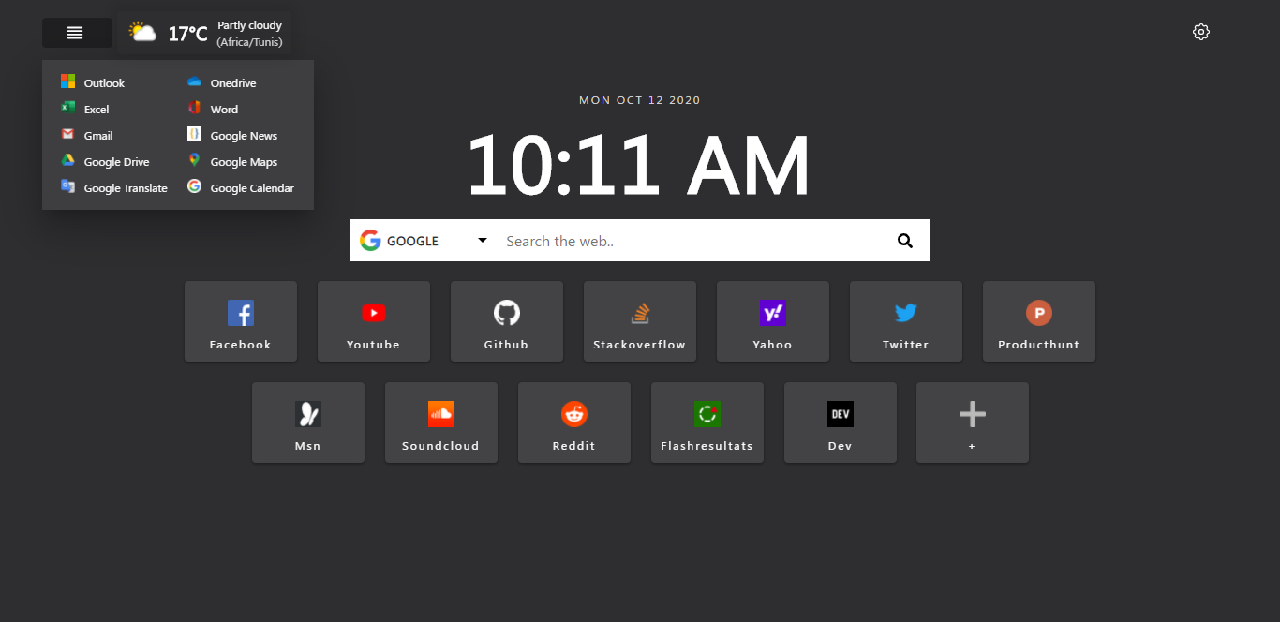 17°C
Partly cloudy
(Africa/Tunis)
Outlook
Onedrive
Excel
Word
Gmail
Google News
Google Drive
Google Maps
Google Translate
Google Calendar
MON OCT 12 2020
10:11 AM
GOOGLE
Search the web..
Facebook
Youtube
Github
Stackoverflow
y!
Yahoo
Twitter
P
Producthunt
Msn
Soundcloud
Reddit
Flashresultats
DEV
Dev
+